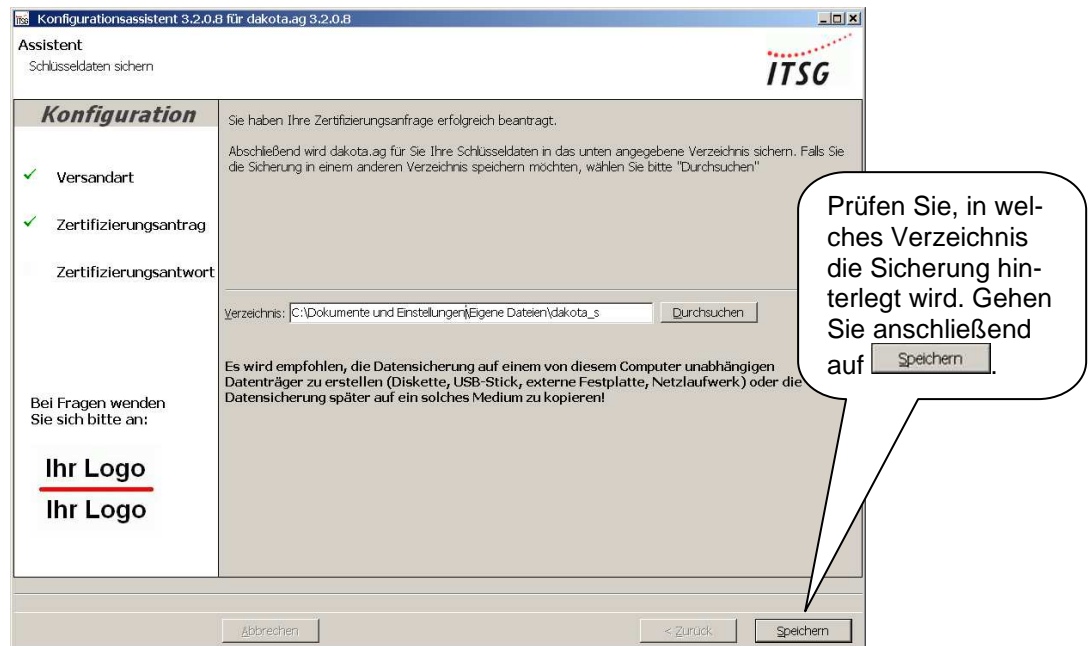 Konfigurationsassistent 3.2.0.8 für dakota.ag 3.2.0.8
Assistent
Schlüsseldaten sichern
ITSG
Konfiguration
Versandart
Zertifizierungsantrag
Zertifizierungsantwort
Bei Fragen wenden
Sie sich bitte an:
Ihr Logo
Ihr Logo
Sie haben Ihre Zertifizierungsanfrage erfolgreich beantragt.
Abschließend wird dakota.ag für Sie Ihre Schlüsseldaten in das unten angegebene Verzeichnis sichern. Falls Sie
die Sicherung in einem anderen Verzeichnis speichern möchten, wählen Sie bitte "Durchsuchen"
Verzeichnis: C:\Dokumente und Einstellungen\Eigene Dateien\dakota_s Durchsuchen
Es wird empfohlen, die Datensicherung auf einem von diesem Computer unabhängigen
Datenträger zu erstellen (Diskette, USB-Stick, externe Festplatte, Netzlaufwerk) oder die
Datensicherung später auf ein solches Medium zu kopieren!
Abbrechen < Zurück Speichern
Prüfen Sie, in wel-
ches Verzeichnis
die Sicherung hin-
terlegt wird. Gehen
Sie anschließend
auf Speichern.